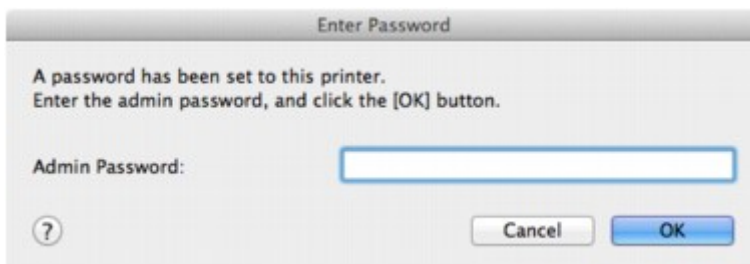 Enter Password
A password has been set to this printer.
Enter the admin password, and click the [OK] button.
Admin Password:
? Cancel OK